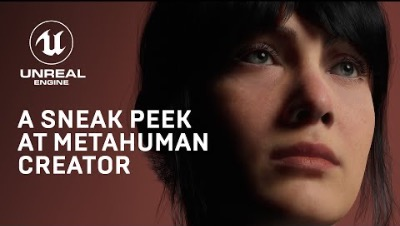 UNREAL
ENGINE
A SNEAK PEEK
AT METAHUMAN
CREATOR